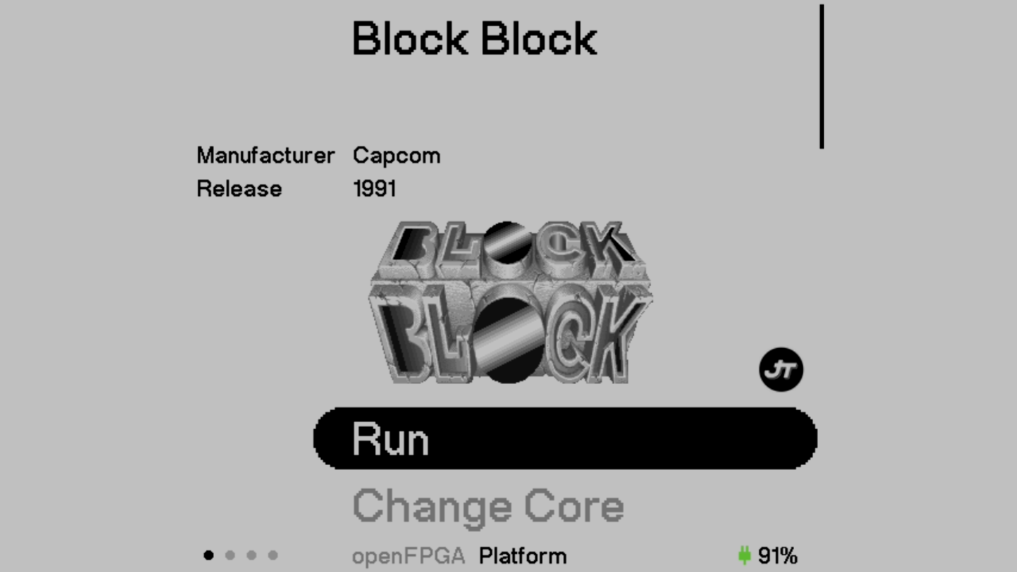 Block Block
Manufacturer Capcom
Release 1991
BLOCK
BLOCK
JT
Run
Change Core
openFPGA Platform 91%